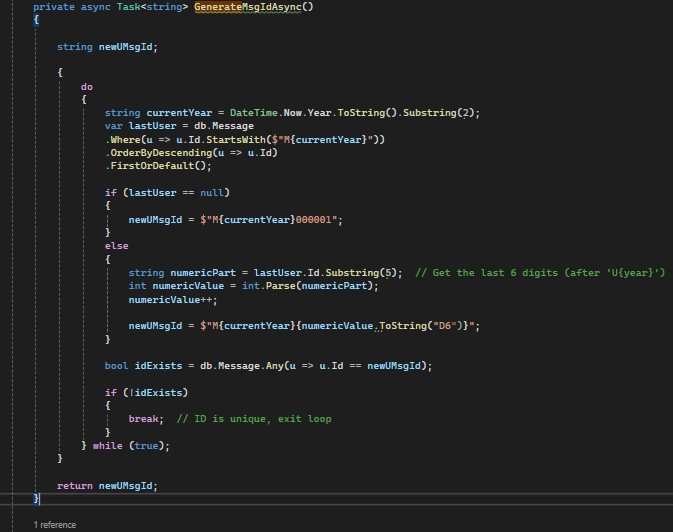 private async Task<string> GenerateMsgIdAsync()
{
string newUMsgId;
{
do
{
string currentYear = DateTime.Now.Year.ToString().Substring(2);
var lastUser = db.Message
.Where(u => u.Id.StartsWith($"M{currentYear}"))
.OrderByDescending(u => u.Id)
.FirstOrDefault();
if (lastUser == null)
{
newUMsgId = $"M{currentYear}000001";
}
else
{
string numericPart = lastUser.Id.Substring(5);  // Get the last 6 digits (after 'U{year}')
int numericValue = int.Parse(numericPart);
numericValue++;
newUMsgId = $"M{currentYear}{numericValue.ToString("D6")}";
}
bool idExists = db.Message.Any(u => u.Id == newUMsgId);
if (!idExists)
{
break;  // ID is unique, exit loop
}
} while (true);
}
return newUMsgId;
}
1 reference